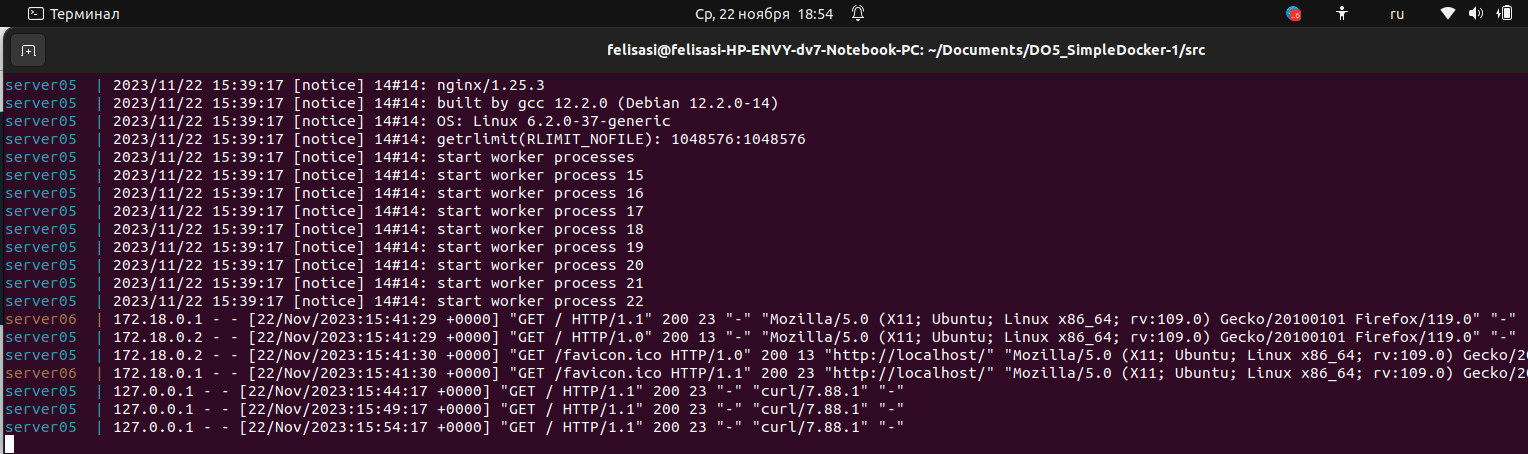 Терминал
Ср, 22 ноября 18:54
ru
felisasi@felisasi-HP-ENVY-dv7-Notebook-PC: ~/Documents/DO5_SimpleDocker-1/src
server05 | 2023/11/22 15:39:17 [notice] 14#14: nginx/1.25.3
server05 | 2023/11/22 15:39:17 [notice] 14#14: built by gcc 12.2.0 (Debian 12.2.0-14)
server05 | 2023/11/22 15:39:17 [notice] 14#14: OS: Linux 6.2.0-37-generic
server05 | 2023/11/22 15:39:17 [notice] 14#14: getrlimit(RLIMIT_NOFILE): 1048576:1048576
server05 | 2023/11/22 15:39:17 [notice] 14#14: start worker processes
server05 | 2023/11/22 15:39:17 [notice] 14#14: start worker process 15
server05 | 2023/11/22 15:39:17 [notice] 14#14: start worker process 16
server05 | 2023/11/22 15:39:17 [notice] 14#14: start worker process 17
server05 | 2023/11/22 15:39:17 [notice] 14#14: start worker process 18
server05 | 2023/11/22 15:39:17 [notice] 14#14: start worker process 19
server05 | 2023/11/22 15:39:17 [notice] 14#14: start worker process 20
server05 | 2023/11/22 15:39:17 [notice] 14#14: start worker process 21
server05 | 2023/11/22 15:39:17 [notice] 14#14: start worker process 22
server06 | 172.18.0.1 - - [22/Nov/2023:15:41:29 +0000] "GET / HTTP/1.1" 200 23 "-" "Mozilla/5.0 (X11; Ubuntu; Linux x86_64; rv:109.0) Gecko/20100101 Firefox/119.0" "-"
server05 | 172.18.0.2 - - [22/Nov/2023:15:41:29 +0000] "GET / HTTP/1.0" 200 13 "-" "Mozilla/5.0 (X11; Ubuntu; Linux x86_64; rv:109.0) Gecko/20100101 Firefox/119.0" "-"
server05 | 172.18.0.2 - - [22/Nov/2023:15:41:30 +0000] "GET /favicon.ico HTTP/1.0" 200 13 "http://localhost/" "Mozilla/5.0 (X11; Ubuntu; Linux x86_64; rv:109.0) Gecko/2
server06 | 172.18.0.1 - - [22/Nov/2023:15:41:30 +0000] "GET /favicon.ico HTTP/1.1" 200 23 "http://localhost/" "Mozilla/5.0 (X11; Ubuntu; Linux x86_64; rv:109.0) Gecko/2
server05 | 127.0.0.1 - - [22/Nov/2023:15:44:17 +0000] "GET / HTTP/1.1" 200 23 "-" "curl/7.88.1" "-"
server05 | 127.0.0.1 - - [22/Nov/2023:15:49:17 +0000] "GET / HTTP/1.1" 200 23 "-" "curl/7.88.1" "-"
server05 | 127.0.0.1 - - [22/Nov/2023:15:54:17 +0000] "GET / HTTP/1.1" 200 23 "-" "curl/7.88.1" "-"